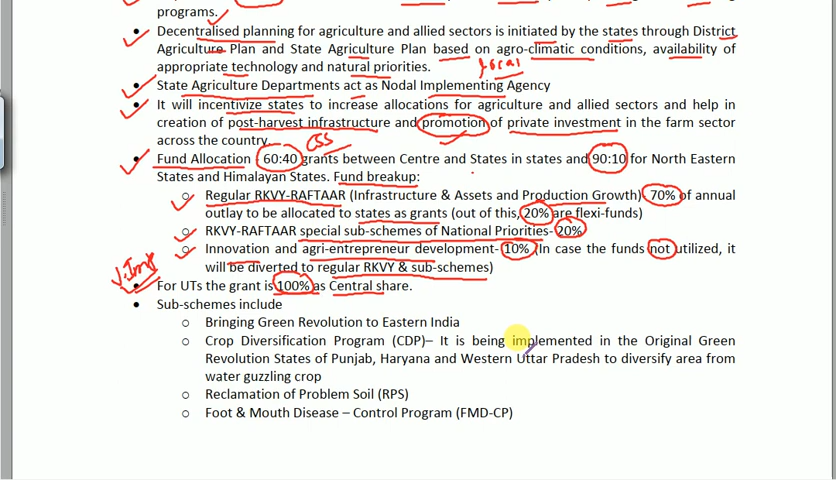 programs.
Decentralised planning for agriculture and allied sectors is initiated by the states through District
Agriculture Plan and State Agriculture Plan based on agro-climatic conditions, availability of
appropriate technology and natural priorities.
local
State Agriculture Departments act as Nodal Implementing Agency
It will incentivize states to increase allocations for agriculture and allied sectors and help in
creation of post-harvest infrastructure and promotion of private investment in the farm sector
across the country.
CSS
Fund Allocation - 60:40 grants between Centre and States in states and 90:10 for North Eastern
States and Himalayan States. Fund breakup:
o Regular RKVY-RAFTAAR (Infrastructure & Assets and Production Growth) 70% of annual
outlay to be allocated to states as grants (out of this, 20% are flexi-funds)
o RKVY-RAFTAAR special sub-schemes of National Priorities- 20%
o Innovation and agri-entrepreneur development- 10% (In case the funds not utilized, it
will be diverted to regular RKVY & sub-schemes)
V.Imp
For UTs the grant is 100% as Central share.
• Sub-schemes include
o Bringing Green Revolution to Eastern India
o Crop Diversification Program (CDP)– It is being implemented in the Original Green
Revolution States of Punjab, Haryana and Western Uttar Pradesh to diversify area from
water guzzling crop
o Reclamation of Problem Soil (RPS)
o Foot & Mouth Disease – Control Program (FMD-CP)